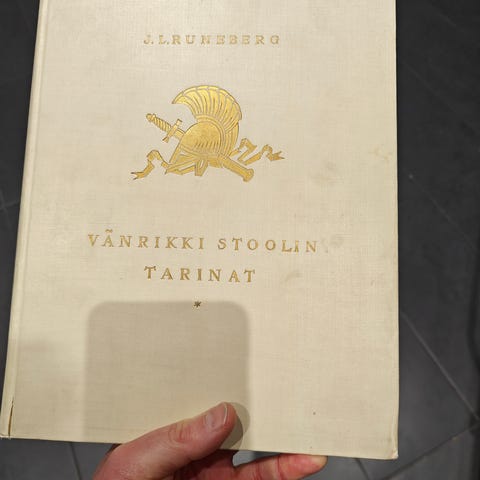 J. L. RUNEBERG
VÄNRIKKI STOOLIN
TARINAT
*